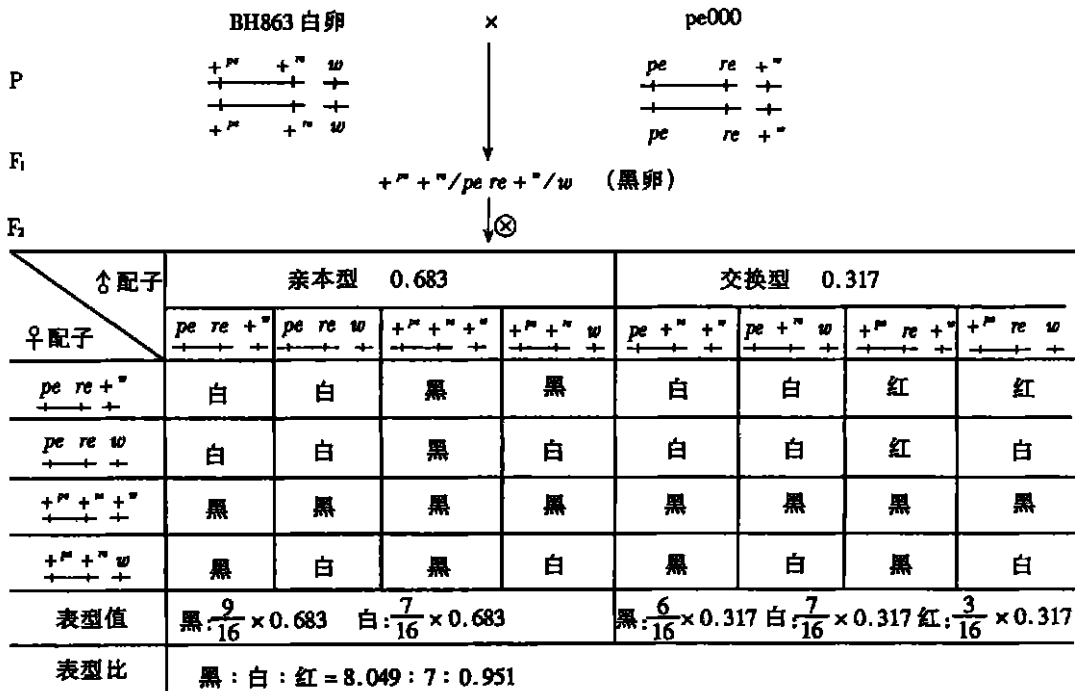 BH863 白卵 × pe000
P
+ᵖᵉ +ʳᵉ w
+ᵖᵉ +ʳᵉ w
pe re +ʷ
pe re +ʷ
F₁
+ᵖᵉ +ʳᵉ/pe re +ʷ/w (黑卵)
F₂
⊗
♂配子 亲本型 0.683 交换型 0.317
♀配子 pe re +ʷ pe re w +ᵖᵉ +ʳᵉ +ʷ +ᵖᵉ +ʳᵉ w pe +ʳᵉ +ʷ pe +ʳᵉ w +ᵖᵉ re +ʷ +ᵖᵉ re w
pe re +ʷ 白 白 黑 黑 白 白 红 红
pe re w 白 白 黑 白 白 白 红 白
+ᵖᵉ +ʳᵉ +ʷ 黑 黑 黑 黑 黑 黑 黑 黑
+ᵖᵉ +ʳᵉ w 黑 白 黑 白 黑 白 黑 白
表型值 黑:9/16×0.683 白:7/16×0.683 黑:6/16×0.317 白:7/16×0.317 红:3/16×0.317
表型比 黑:白:红=8.049:7:0.951